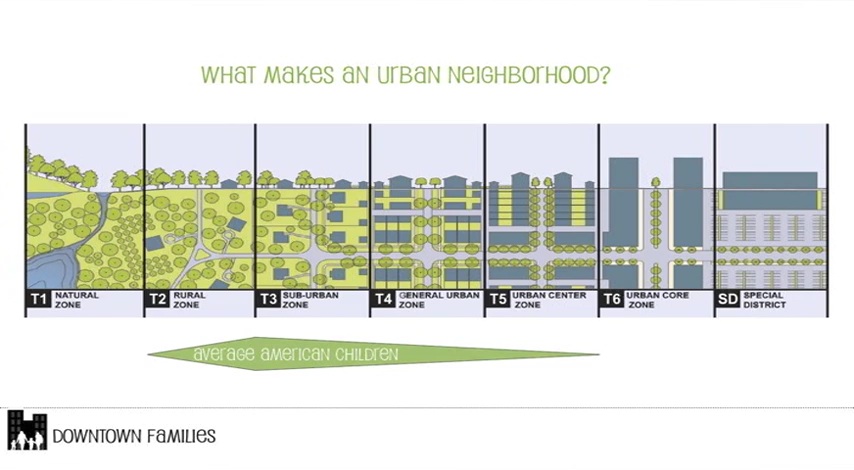 WHAT MAKES AN URBAN NEIGHBORHOOD?
T1 NATURAL ZONE
T2 RURAL ZONE
T3 SUB-URBAN ZONE
T4 GENERAL URBAN ZONE
T5 URBAN CENTER ZONE
T6 URBAN CORE ZONE
SD SPECIAL DISTRICT
AVERAGE AMERICAN CHILDREN
DOWNTOWN FAMILIES